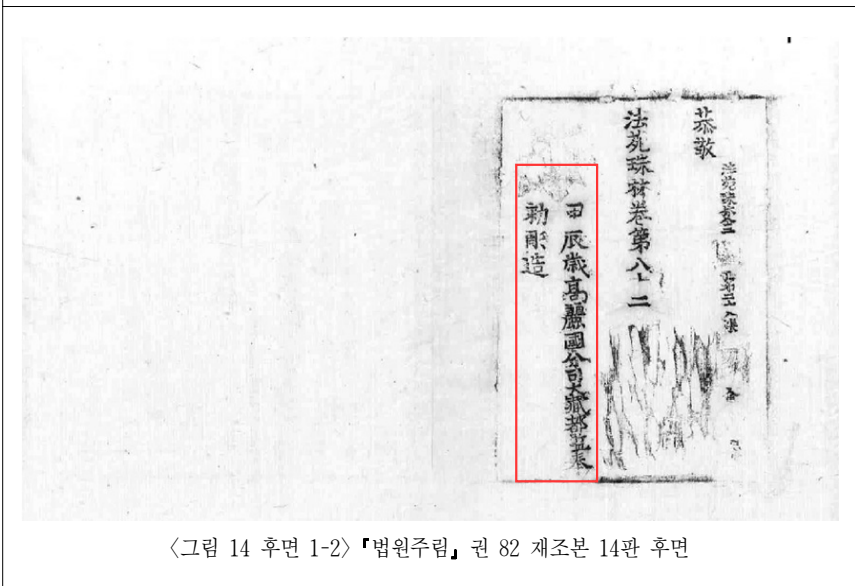 恭敬
法苑珠林卷第八十二
甲辰歲高麗國分司大藏都監奉
勅彫造
〈그림 14 후면 1-2〉『법원주림』 권 82 재조본 14판 후면